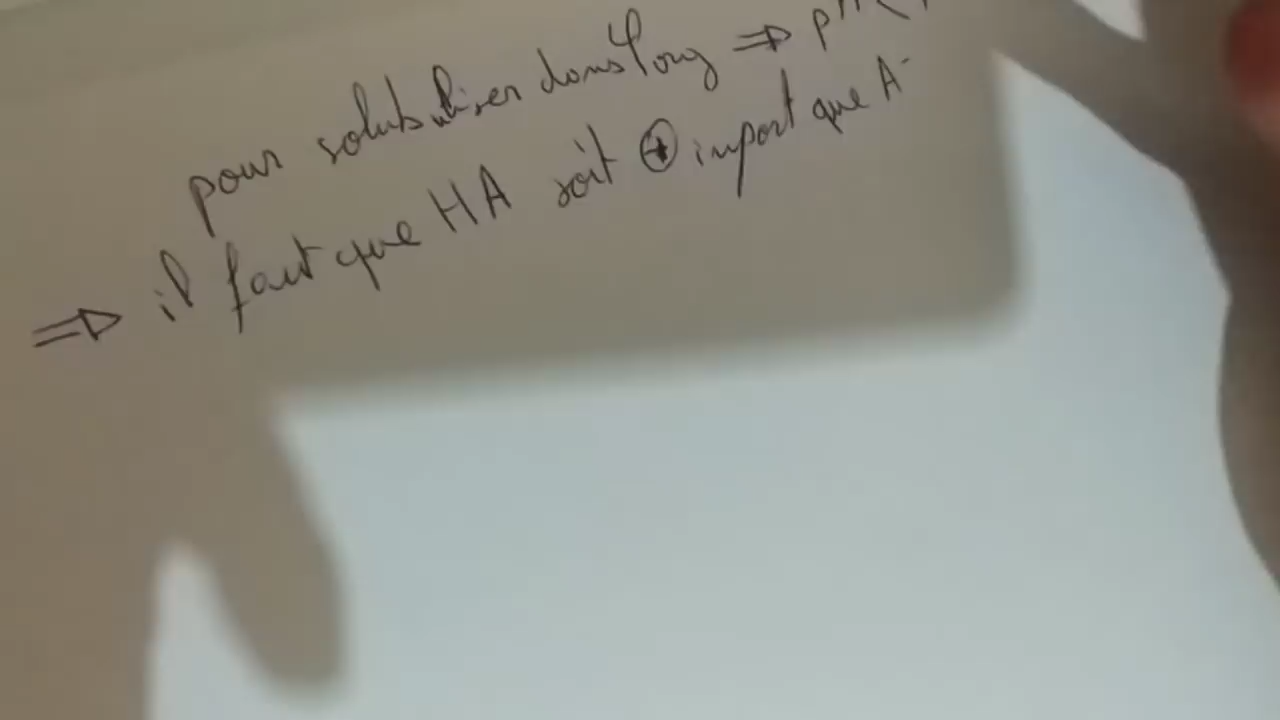 pour solubiliser dans φ org ⇒ pH <
⇒ il faut que HA soit ⊕ import que A⁻